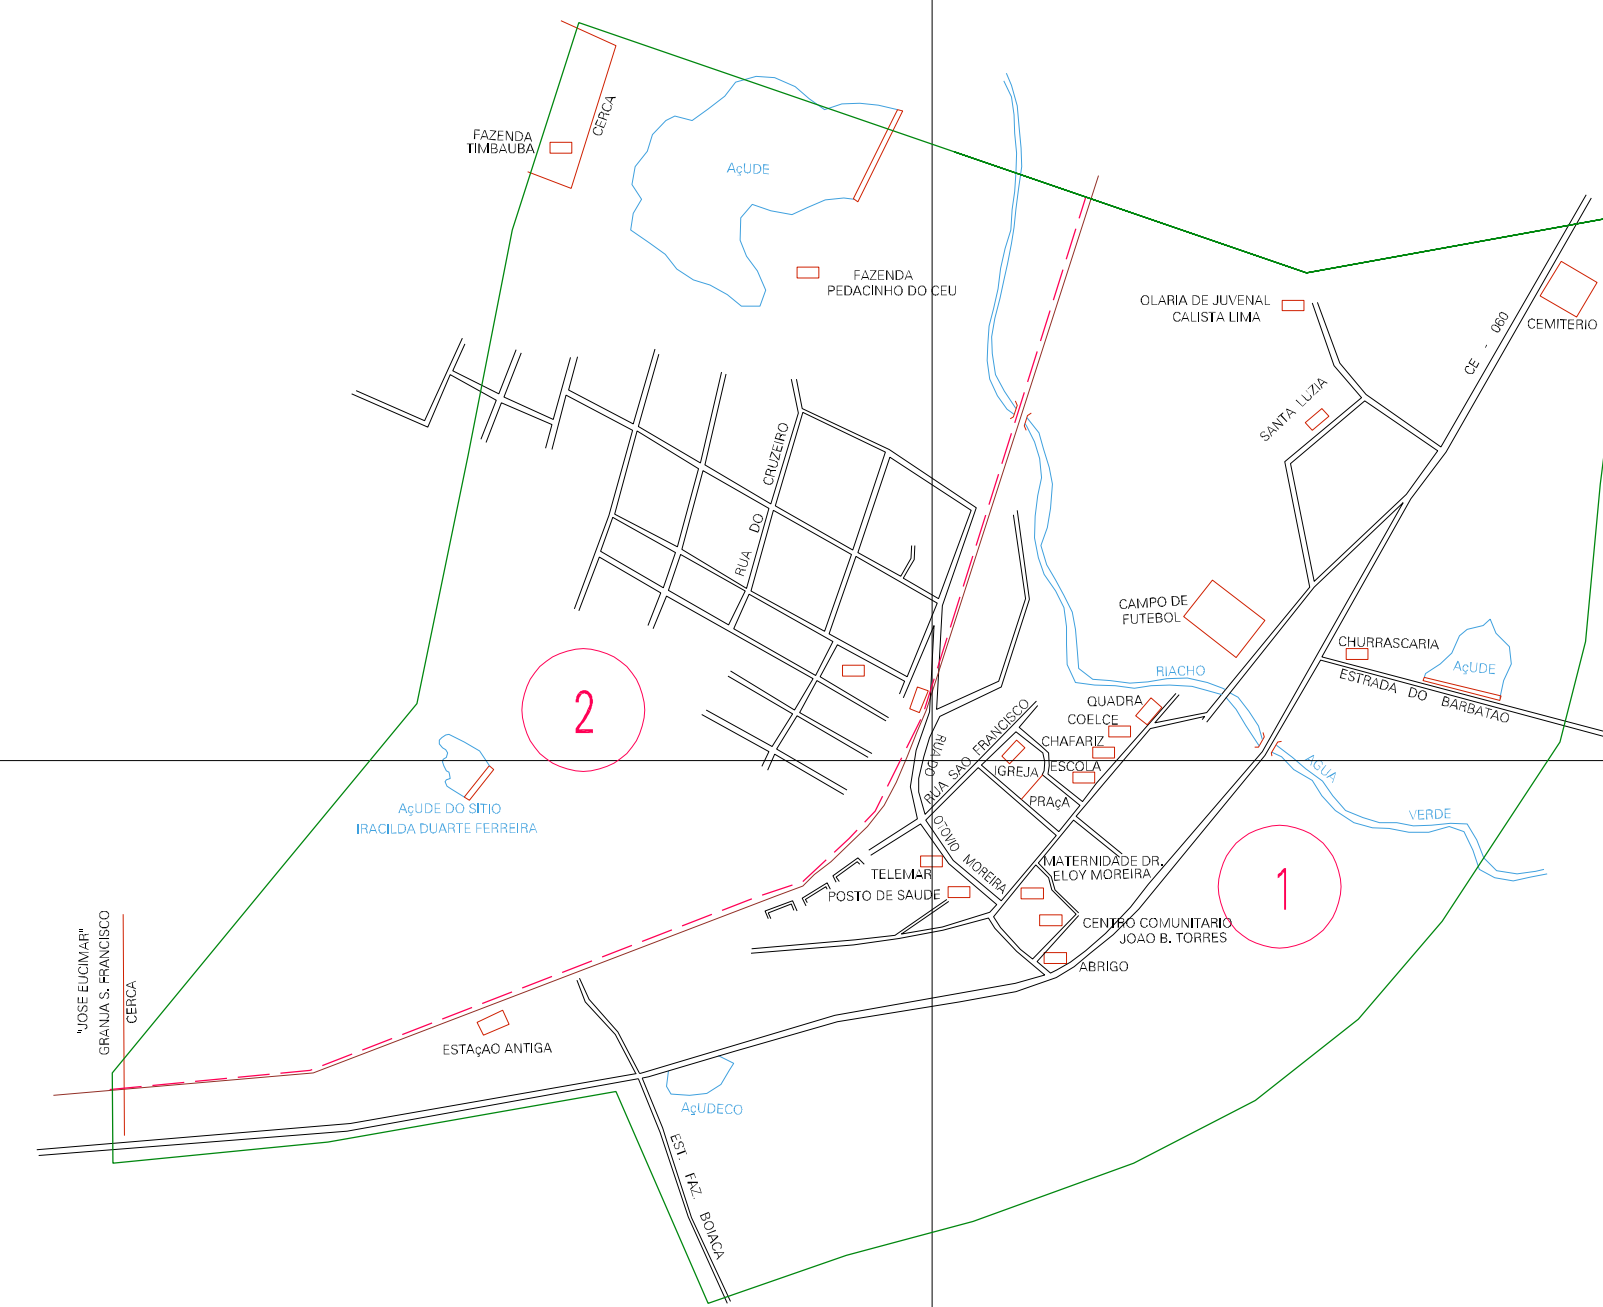 FAZENDA
TIMBAUBA
CERCA
AçUDE
FAZENDA
PEDACINHO DO CEU
OLARIA DE JUVENAL
CALISTA LIMA
CE - 060
CEMITERIO
SANTA LUZIA
RUA DO CRUZEIRO
CAMPO DE
FUTEBOL
CHURRASCARIA
AçUDE
ESTRADA DO BARBATAO
RIACHO
AGUA
VERDE
2
QUADRA
COELCE
CHAFARIZ
ESCOLA
IGREJA
PRAçA
RUA SAO FRANCISCO
RUA DO
OTOVIO MOREIRA
AçUDE DO SITIO
IRACILDA DUARTE FERREIRA
TELEMAR
POSTO DE SAUDE
MATERNIDADE DR.
ELOY MOREIRA
1
CENTRO COMUNITARIO
JOAO B. TORRES
ABRIGO
"JOSE EUCIMAR"
GRANJA S. FRANCISCO
CERCA
ESTAçAO ANTIGA
AçUDECO
EST. FAZ. BOIACA